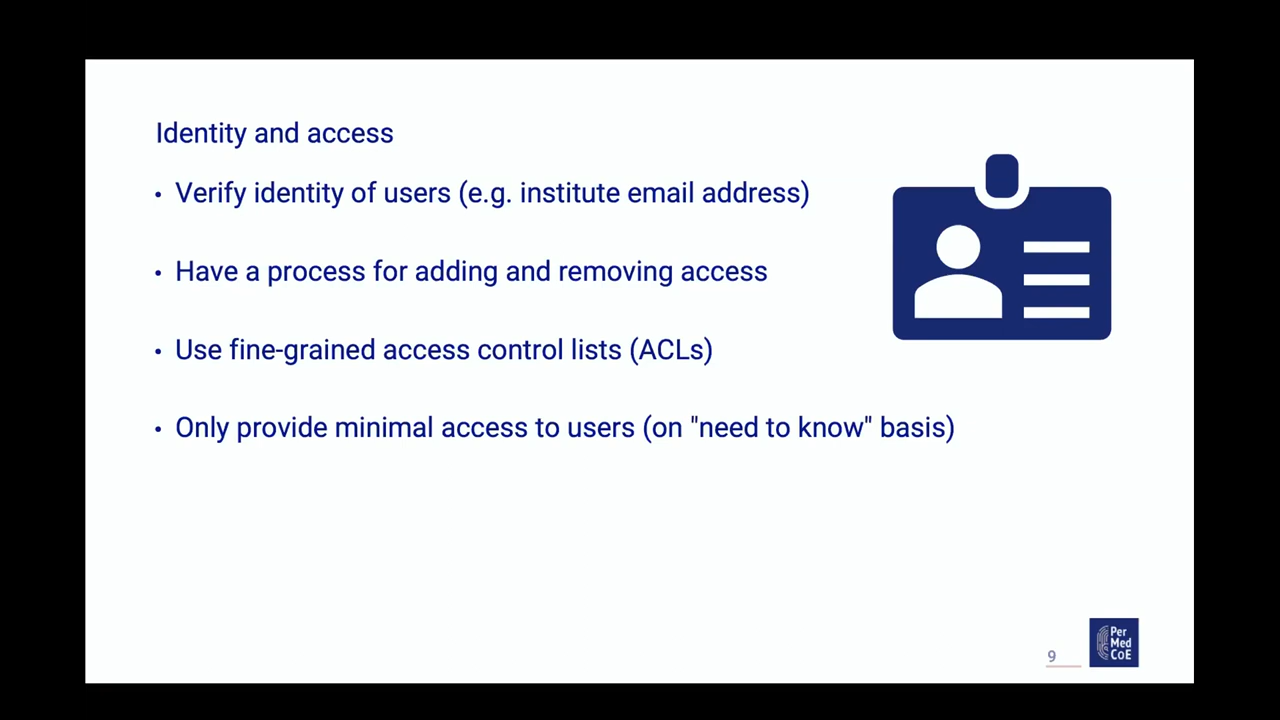 Identity and access
• Verify identity of users (e.g. institute email address)
• Have a process for adding and removing access
• Use fine-grained access control lists (ACLs)
• Only provide minimal access to users (on "need to know" basis)
9
Per
Med
CoE